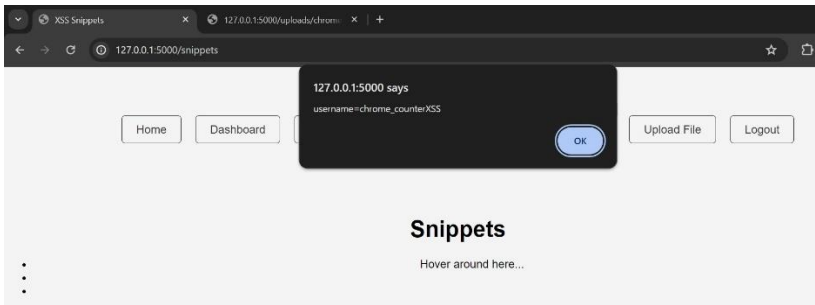 XSS Snippets
127.0.0.1:5000/uploads/chrom
127.0.0.1:5000/snippets
127.0.0.1:5000 says
username=chrome_counterXSS
OK
Home
Dashboard
Upload File
Logout
Snippets
Hover around here...